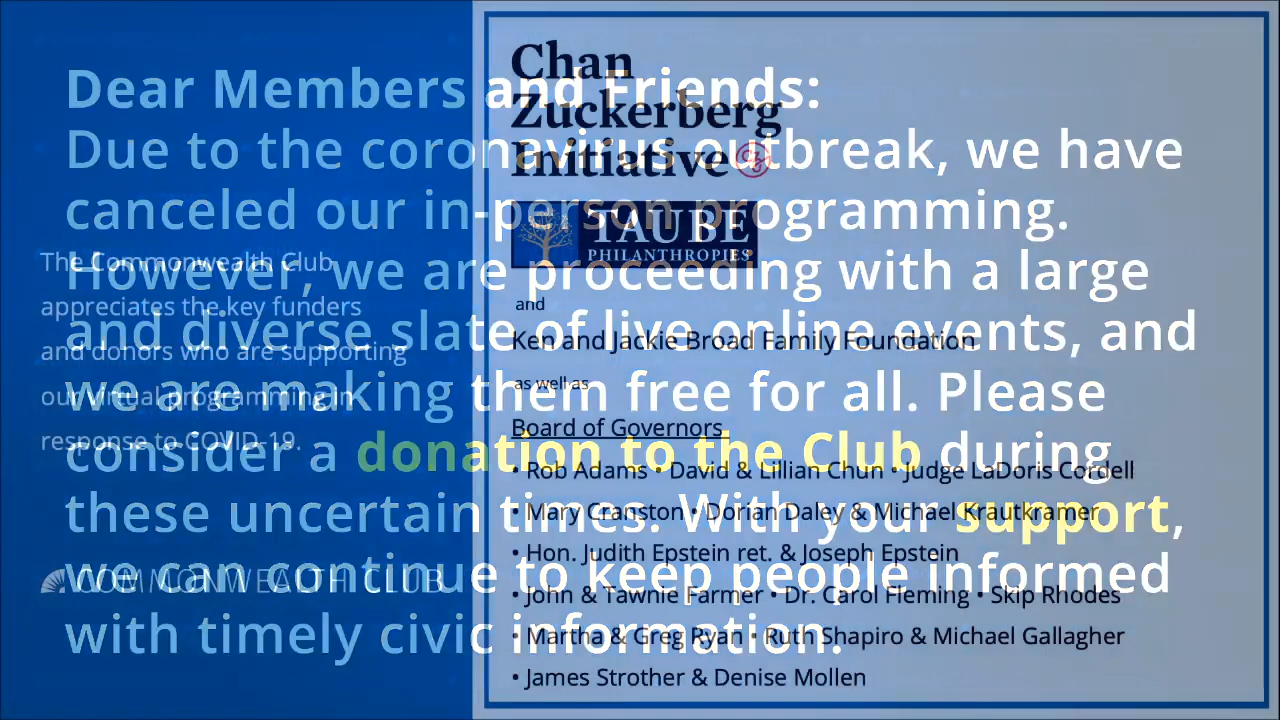 Dear Members and Friends:
Due to the coronavirus outbreak, we have
canceled our in-person programming.
However, we are proceeding with a large
and diverse slate of live online events, and
we are making them free for all. Please
consider a donation to the Club during
these uncertain times. With your support,
we can continue to keep people informed
with timely civic information.
The Commonwealth Club
appreciates the key funders
and donors who are supporting
our virtual programming in
response to COVID-19.
COMMONWEALTH CLUB
Chan
Zuckerberg
Initiative
TAUBE
PHILANTHROPIES
and
Ken and Jackie Broad Family Foundation
as well as
Board of Governors
• Rob Adams • David & Lillian Chun • Judge LaDoris Cordell
• Mary Cranston • Dorian Daley & Michael Krautkramer
• Hon. Judith Epstein ret. & Joseph Epstein
• John & Tawnie Farmer • Dr. Carol Fleming • Skip Rhodes
• Martha & Greg Ryan • Ruth Shapiro & Michael Gallagher
• James Strother & Denise Mollen